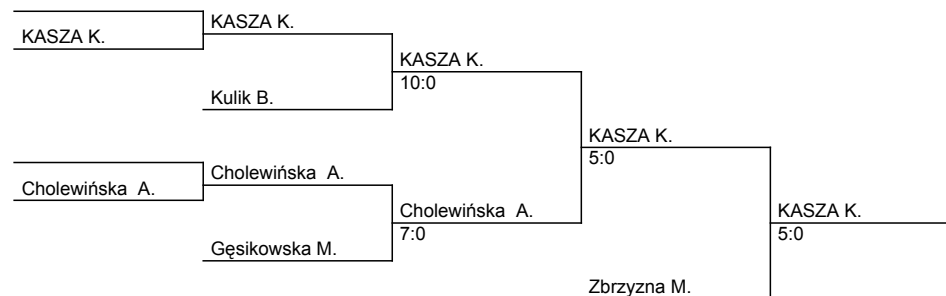 KASZA K.
KASZA K.
KASZA K.
10:0
Kulik B.
KASZA K.
5:0
Cholewińska A.
Cholewińska A.
Cholewińska A.
7:0
KASZA K.
5:0
Gęsikowska M.
Zbrzyzna M.